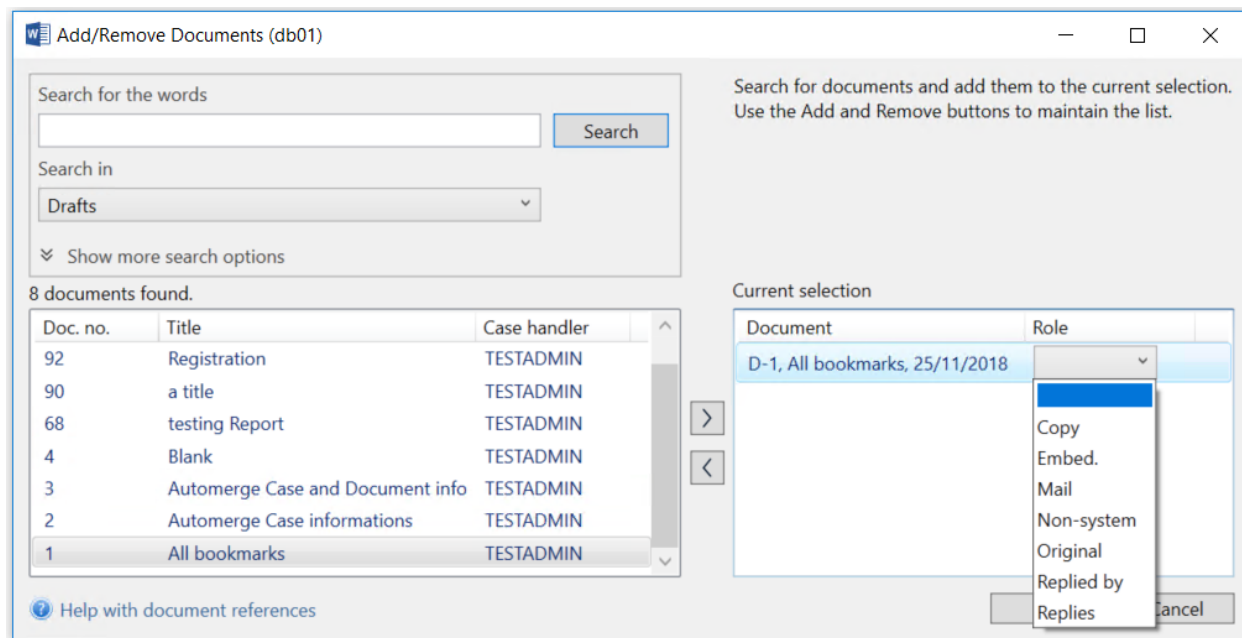 Add/Remove Documents (db01)
Search for the words
Search
Search in
Drafts
Show more search options
Search for documents and add them to the current selection.
Use the Add and Remove buttons to maintain the list.
8 documents found.
Doc. no. Title Case handler
92 Registration TESTADMIN
90 a title TESTADMIN
68 testing Report TESTADMIN
4 Blank TESTADMIN
3 Automerge Case and Document info TESTADMIN
2 Automerge Case informations TESTADMIN
1 All bookmarks TESTADMIN
Current selection
Document Role
D-1, All bookmarks, 25/11/2018
Copy
Embed.
Mail
Non-system
Original
Replied by
Replies
Help with document references
Cancel